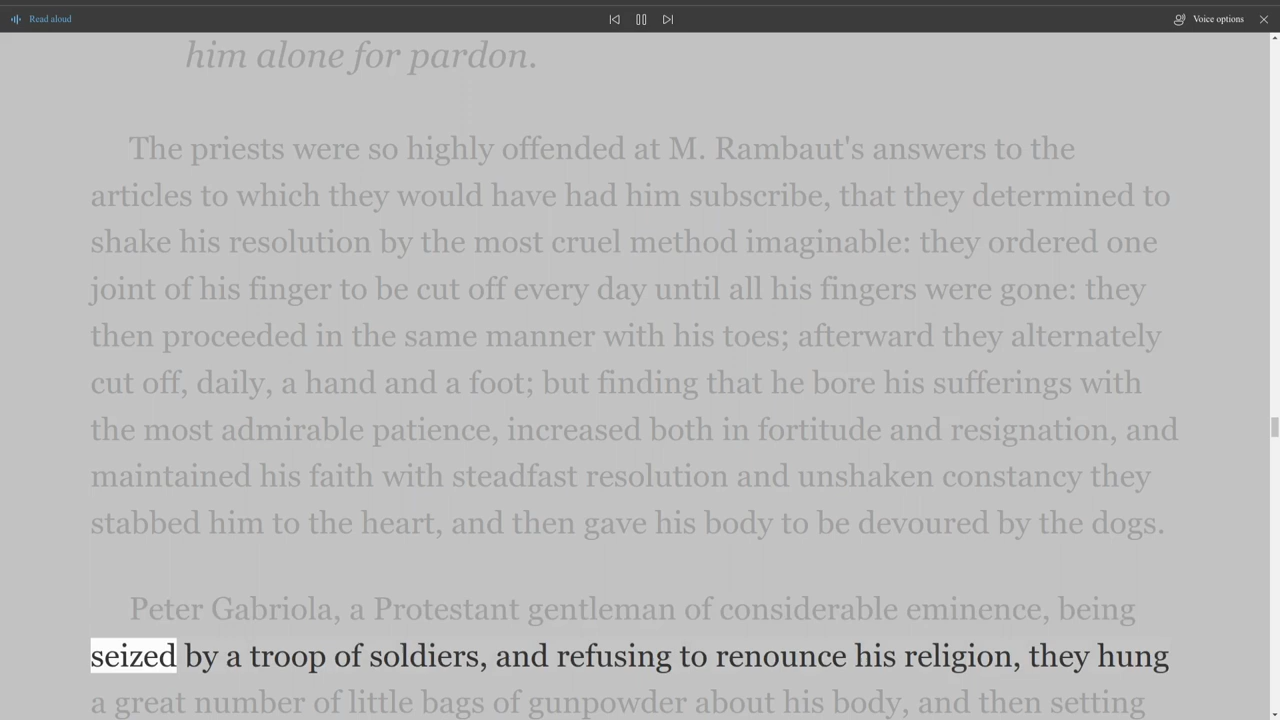 Read aloud
Voice options
him alone for pardon.
The priests were so highly offended at M. Rambaut's answers to the
articles to which they would have had him subscribe, that they determined to
shake his resolution by the most cruel method imaginable: they ordered one
joint of his finger to be cut off every day until all his fingers were gone: they
then proceeded in the same manner with his toes; afterward they alternately
cut off, daily, a hand and a foot; but finding that he bore his sufferings with
the most admirable patience, increased both in fortitude and resignation, and
maintained his faith with steadfast resolution and unshaken constancy they
stabbed him to the heart, and then gave his body to be devoured by the dogs.
Peter Gabriola, a Protestant gentleman of considerable eminence, being
seized by a troop of soldiers, and refusing to renounce his religion, they hung
a great number of little bags of gunpowder about his body, and then setting